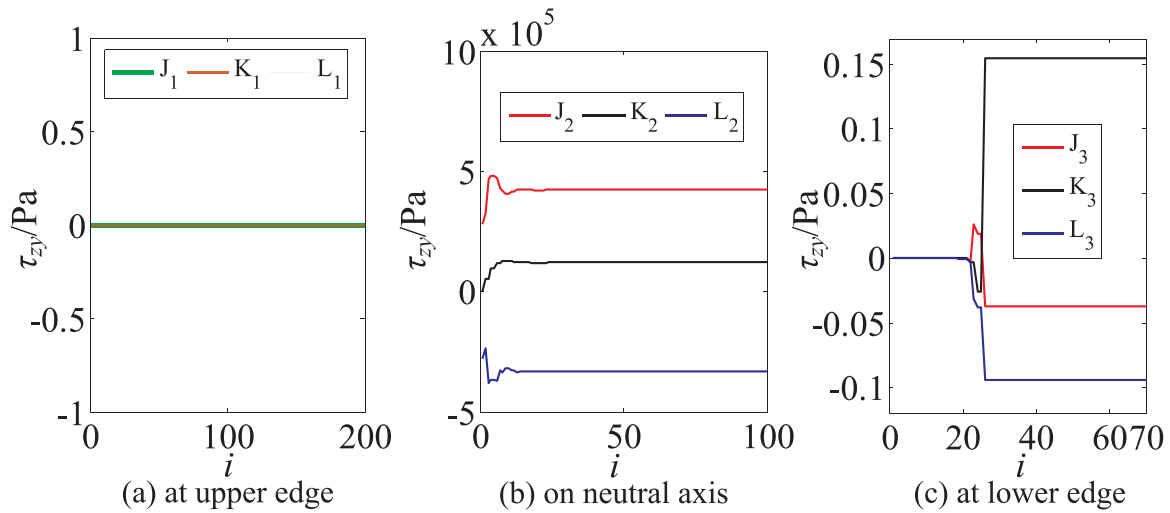 1
0.5
0
-0.5
-1
τzy/Pa
J1 K1 L1
0 100 200
i
(a) at upper edge
10 x 10^5
5
0
-5
τzy/Pa
J2 K2 L2
0 50 100
i
(b) on neutral axis
0.15
0.1
0.05
0
-0.05
-0.1
τzy/Pa
J3
K3
L3
0 20 40 6070
i
(c) at lower edge